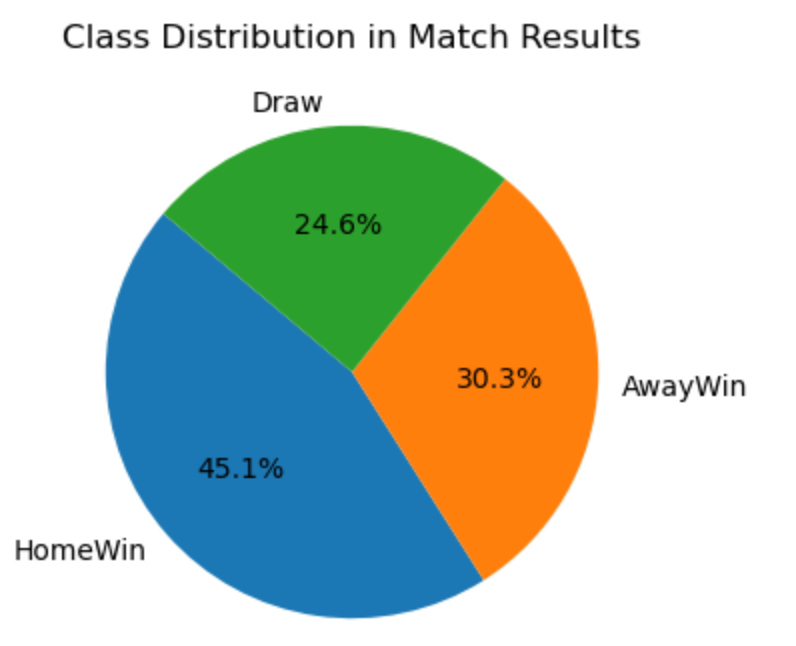 Class Distribution in Match Results
Draw
24.6%
30.3%
AwayWin
45.1%
HomeWin